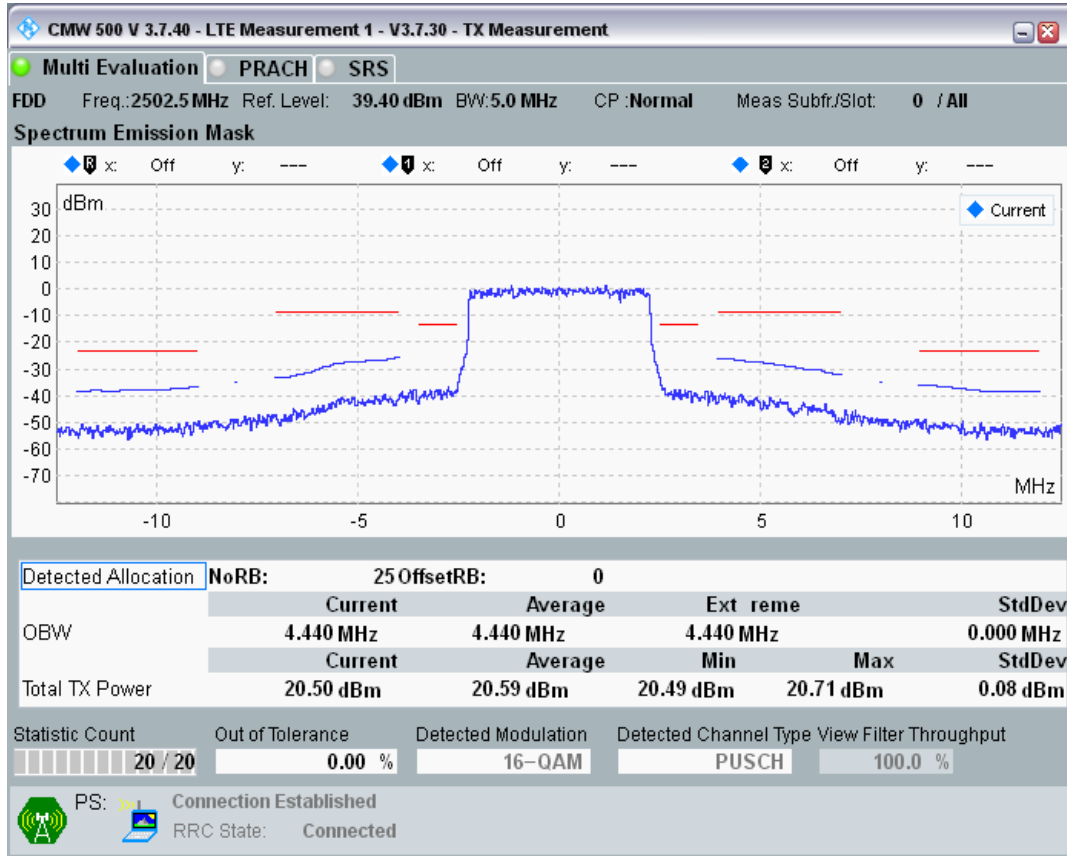 CMW 500 V 3.7.40 - LTE Measurement 1 - V3.7.30 - TX Measurement
Multi Evaluation PRACH SRS
FDD Freq.:2502.5 MHz Ref. Level: 39.40 dBm BW:5.0 MHz CP :Normal Meas Subfr./Slot: 0 / All
Spectrum Emission Mask
R x: Off y: --- 1 x: Off y: --- 2 x: Off y: ---
dBm
Current
30
20
10
0
-10
-20
-30
-40
-50
-60
-70
MHz
-10 -5 0 5 10
Detected Allocation NoRB: 25 OffsetRB: 0
Current Average Ext reme StdDev
OBW 4.440 MHz 4.440 MHz 4.440 MHz 0.000 MHz
Current Average Min Max StdDev
Total TX Power 20.50 dBm 20.59 dBm 20.49 dBm 20.71 dBm 0.08 dBm
Statistic Count Out of Tolerance Detected Modulation Detected Channel Type View Filter Throughput
20 / 20 0.00 % 16-QAM PUSCH 100.0 %
PS: Connection Established
RRC State: Connected